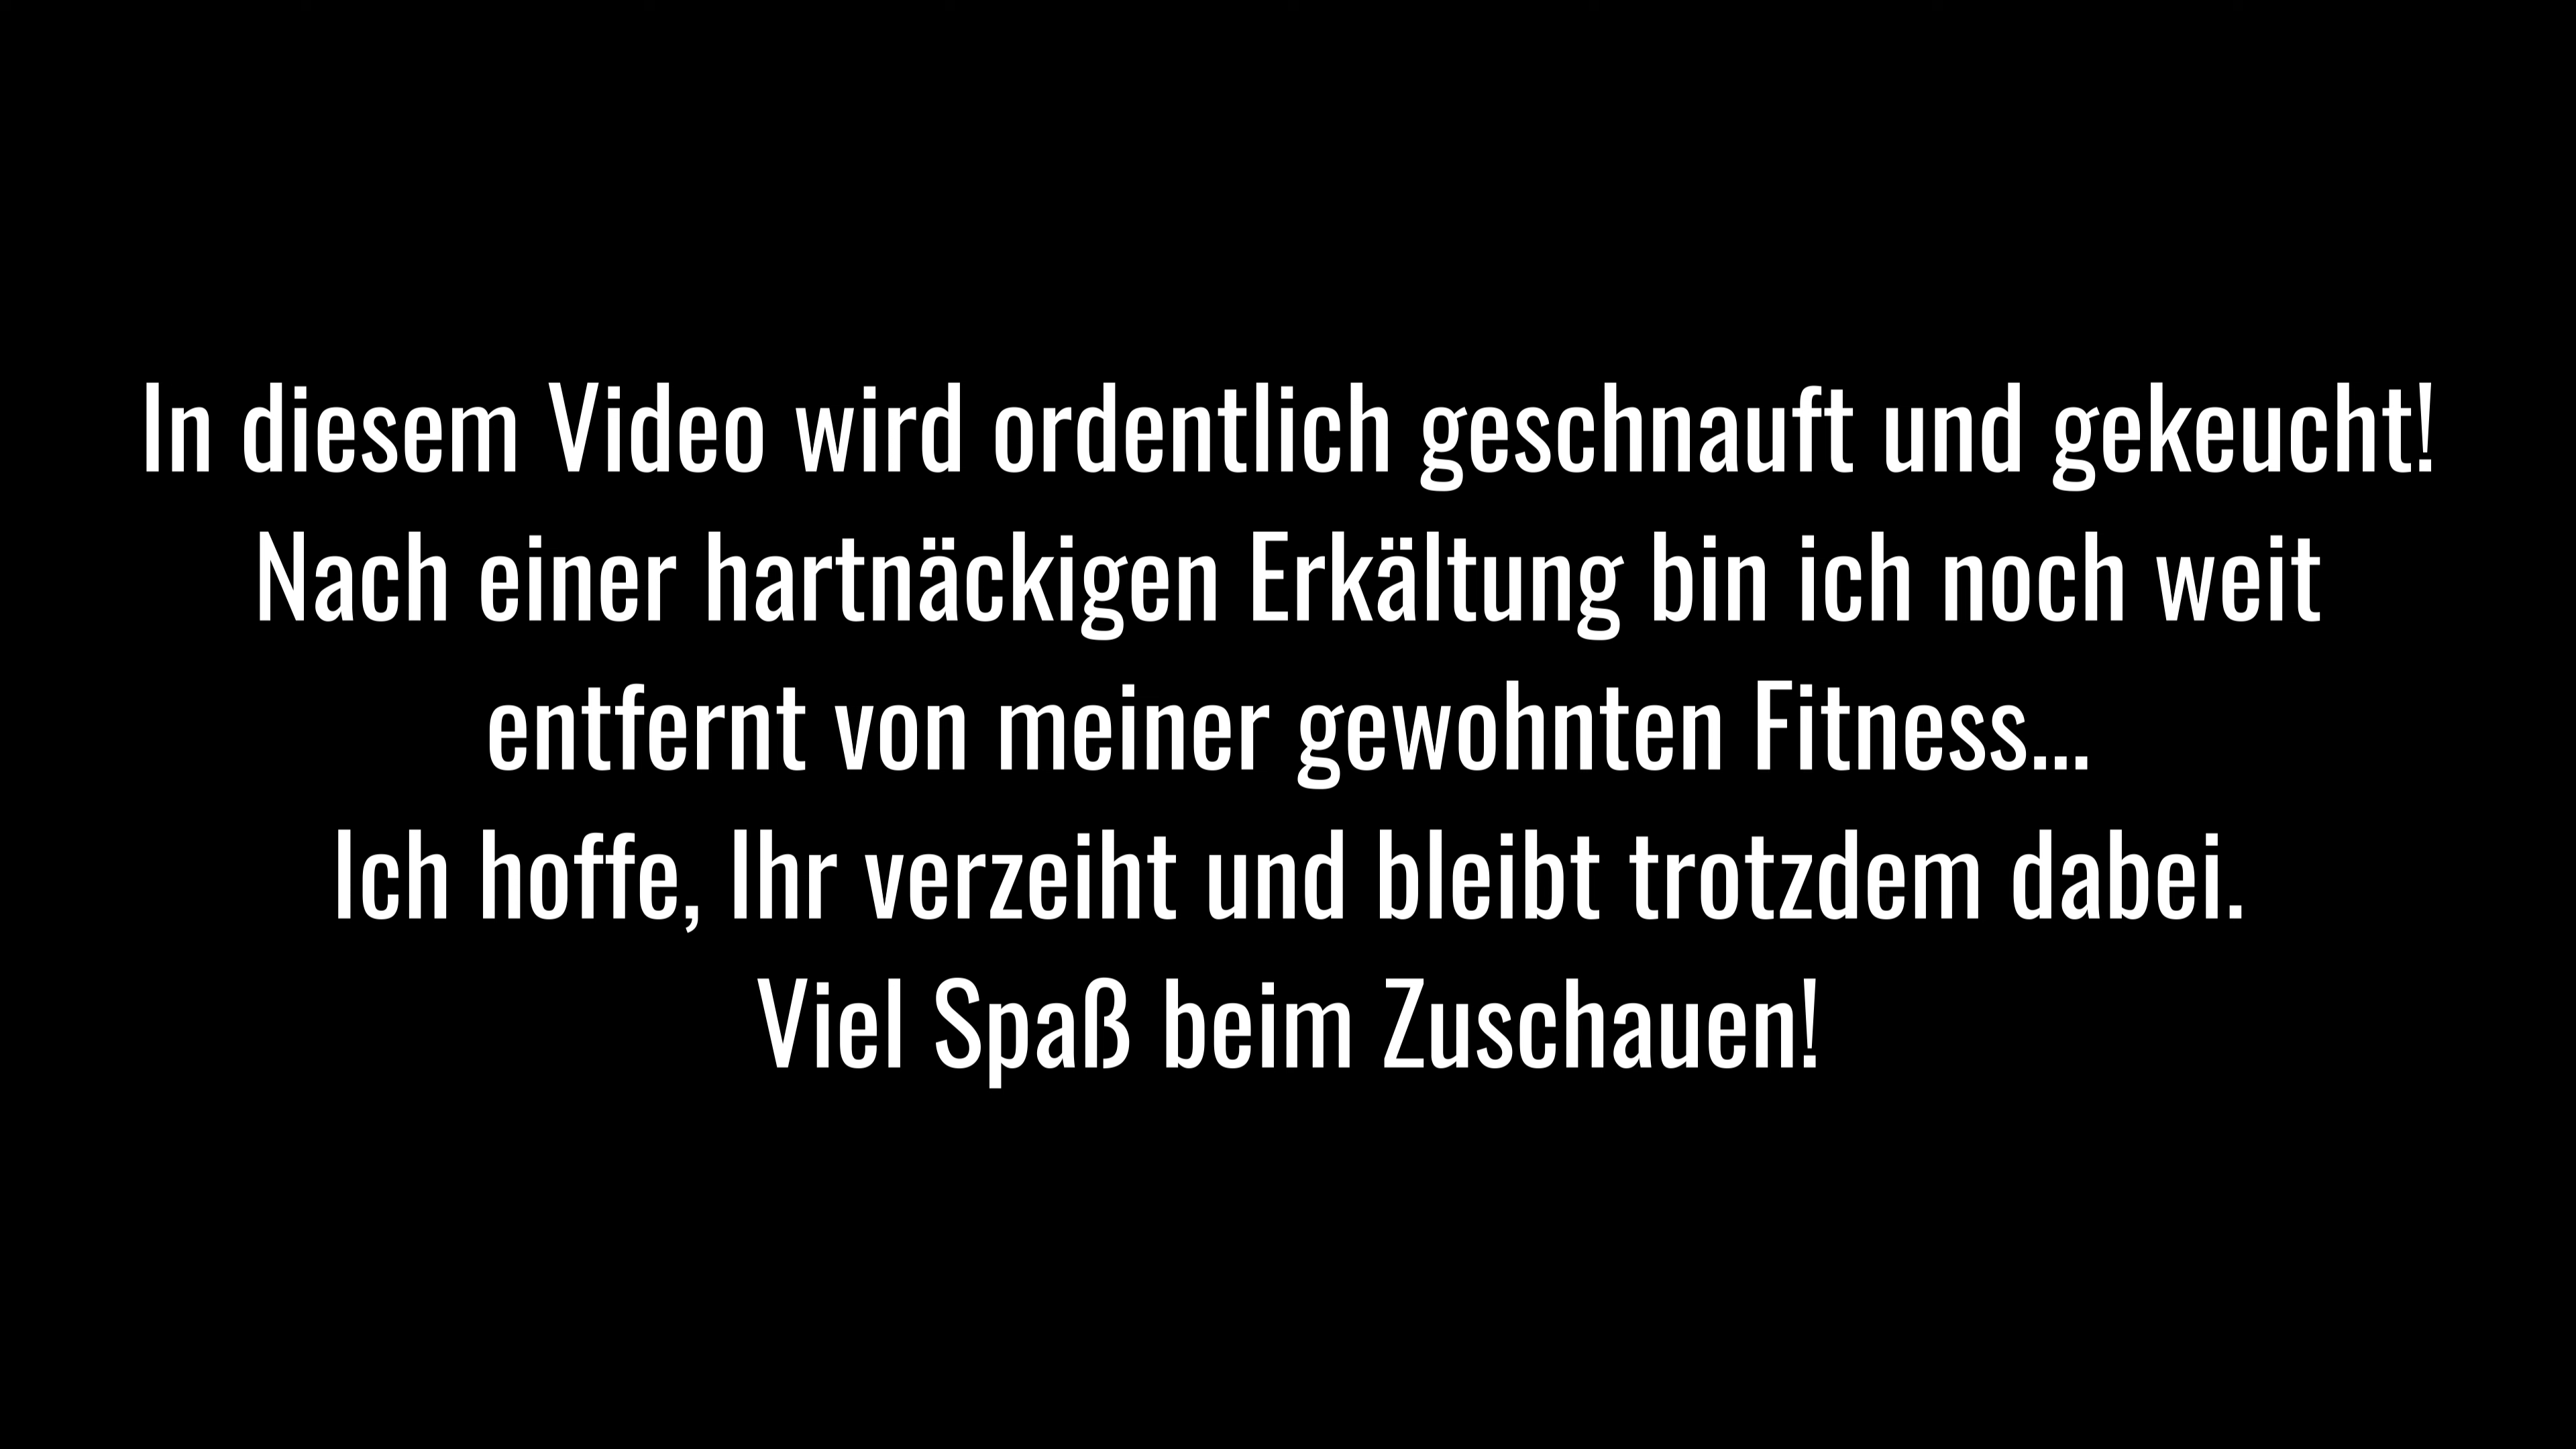 In diesem Video wird ordentlich geschnauft und gekeucht!
Nach einer hartnäckigen Erkältung bin ich noch weit
entfernt von meiner gewohnten Fitness...
Ich hoffe, Ihr verzeiht und bleibt trotzdem dabei.
Viel Spaß beim Zuschauen!